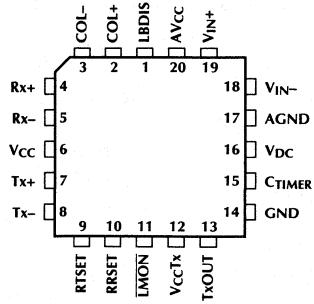 COL–
COL+
LBDIS
AVCC
VIN+
3 2 1 20 19
Rx+ 4
Rx– 5
VCC 6
Tx+ 7
Tx– 8
18 VIN–
17 AGND
16 VDC
15 CTIMER
14 GND
9 10 11 12 13
RTSET
RRSET
LMON
VCCTx
TxOUT